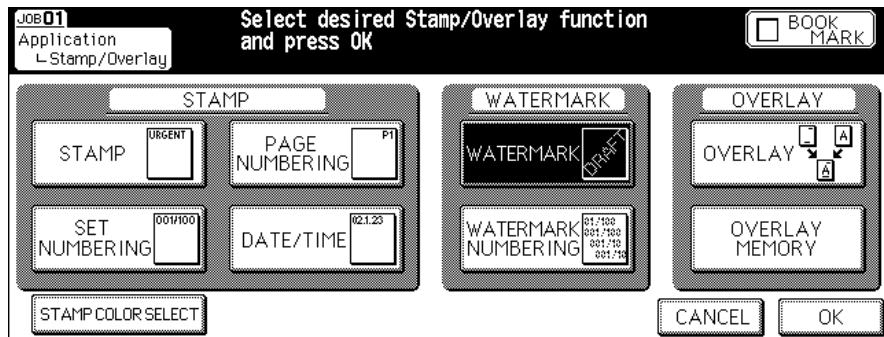 JOB01
Application
Stamp/Overlay
Select desired Stamp/Overlay function
and press OK
BOOK
MARK
STAMP
WATERMARK
OVERLAY
STAMP
URGENT
PAGE
NUMBERING
P1
WATERMARK
DRAFT
OVERLAY
A
A
SET
NUMBERING
001/100
DATE/TIME
02.1.23
WATERMARK
NUMBERING
01/100
001/100
001/10
001/10
OVERLAY
MEMORY
STAMP COLOR SELECT
CANCEL
OK